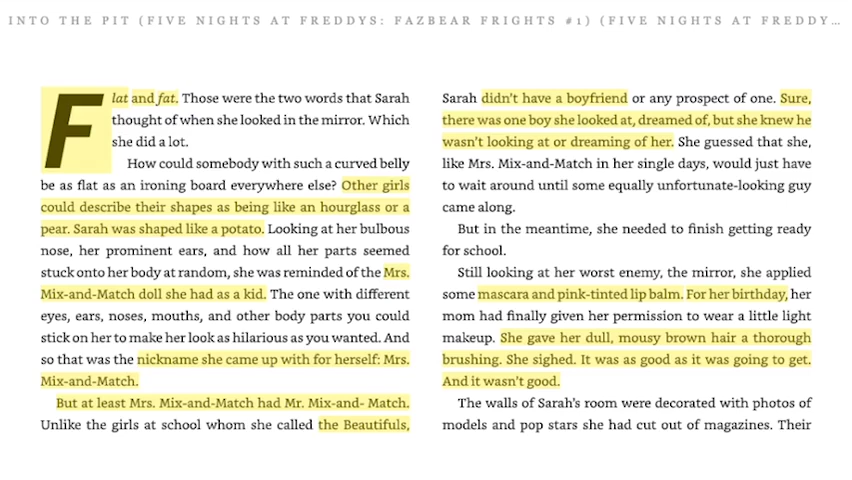 INTO THE PIT (FIVE NIGHTS AT FREDDYS: FAZBEAR FRIGHTS #1) (FIVE NIGHTS AT FREDDY…
Flat and fat. Those were the two words that Sarah
thought of when she looked in the mirror. Which
she did a lot.
How could somebody with such a curved belly
be as flat as an ironing board everywhere else? Other girls
could describe their shapes as being like an hourglass or a
pear. Sarah was shaped like a potato. Looking at her bulbous
nose, her prominent ears, and how all her parts seemed
stuck onto her body at random, she was reminded of the Mrs.
Mix-and-Match doll she had as a kid. The one with different
eyes, ears, noses, mouths, and other body parts you could
stick on her to make her look as hilarious as you wanted. And
so that was the nickname she came up with for herself: Mrs.
Mix-and-Match.
But at least Mrs. Mix-and-Match had Mr. Mix-and- Match.
Unlike the girls at school whom she called the Beautifuls,
Sarah didn't have a boyfriend or any prospect of one. Sure,
there was one boy she looked at, dreamed of, but she knew he
wasn't looking at or dreaming of her. She guessed that she,
like Mrs. Mix-and-Match in her single days, would just have
to wait around until some equally unfortunate-looking guy
came along.
But in the meantime, she needed to finish getting ready
for school.
Still looking at her worst enemy, the mirror, she applied
some mascara and pink-tinted lip balm. For her birthday, her
mom had finally given her permission to wear a little light
makeup. She gave her dull, mousy brown hair a thorough
brushing. She sighed. It was as good as it was going to get.
And it wasn't good.
The walls of Sarah's room were decorated with photos of
models and pop stars she had cut out of magazines. Their